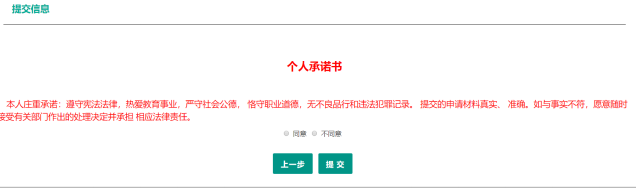 提交信息
个人承诺书
本人庄重承诺：遵守宪法法律，热爱教育事业，严守社会公德， 恪守职业道德，无不良品行和违法犯罪记录。 提交的申请材料真实、 准确。如与事实不符，愿意随时
接受有关部门作出的处理决定并承担 相应法律责任。
同意 不同意
上一步 提 交